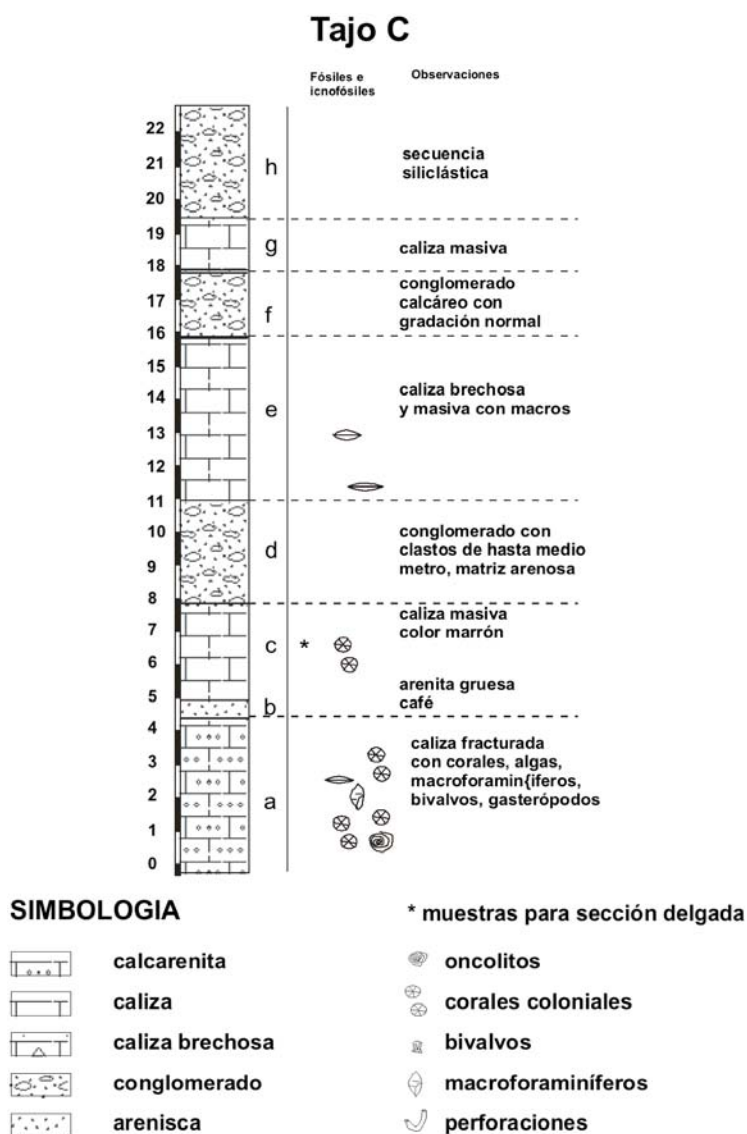 Tajo C
Fósiles e
icnofósiles
Observaciones
22
21
20
h
secuencia
siliclástica
19
18
g
caliza masiva
17
16
f
conglomerado
calcáreo con
gradación normal
15
14
13
12
11
e
caliza brechosa
y masiva con macros
10
9
8
d
conglomerado con
clastos de hasta medio
metro, matriz arenosa
7
6
5
c
*
caliza masiva
color marrón
b
arenita gruesa
café
4
3
2
1
0
a
caliza fracturada
con corales, algas,
macroforamin{iferos,
bivalvos, gasterópodos
SIMBOLOGIA
* muestras para sección delgada
calcarenita
caliza
caliza brechosa
conglomerado
arenisca
oncolitos
corales coloniales
bivalvos
macroforaminíferos
perforaciones